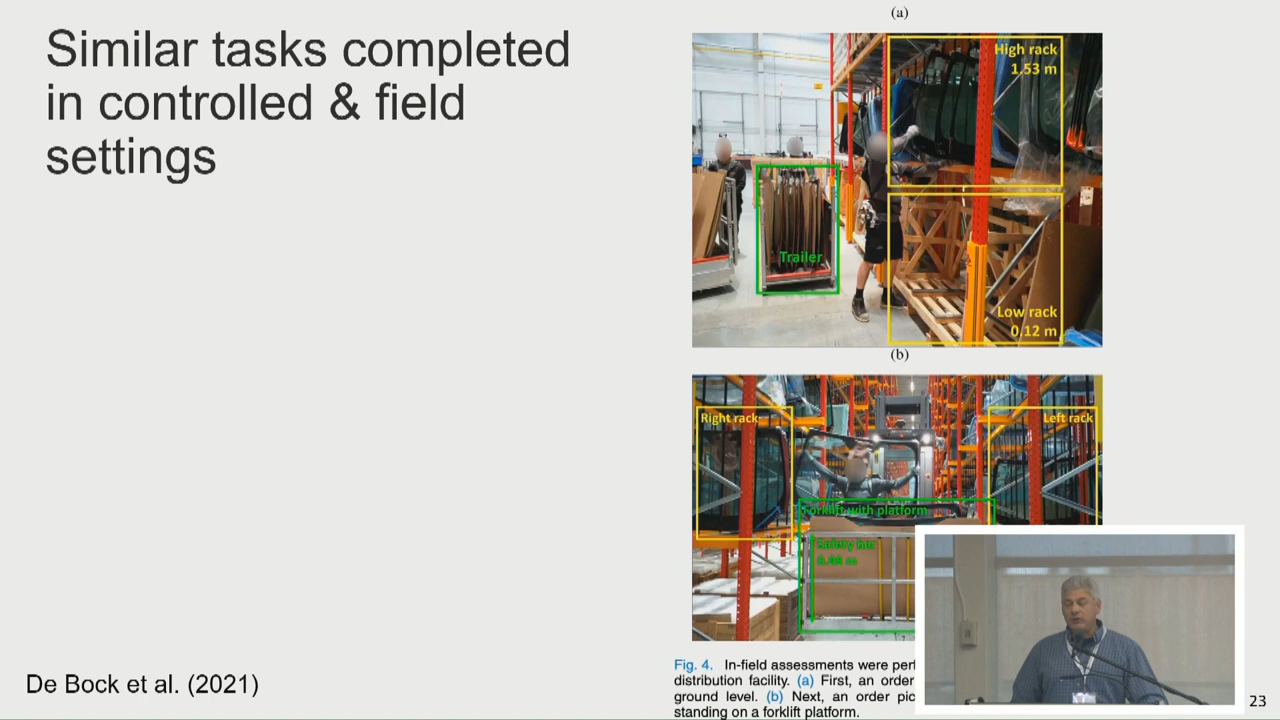 Similar tasks completed
in controlled & field
settings
(a)
High rack
1.53 m
Trailer
Low rack
0.12 m
(b)
Right rack
Left rack
Forklift with platform
Safety bar
Fig. 4. In-field assessments were
distribution facility. (a) First, an order
ground level. (b) Next, an order
standing on a forklift platform.
De Bock et al. (2021)
23